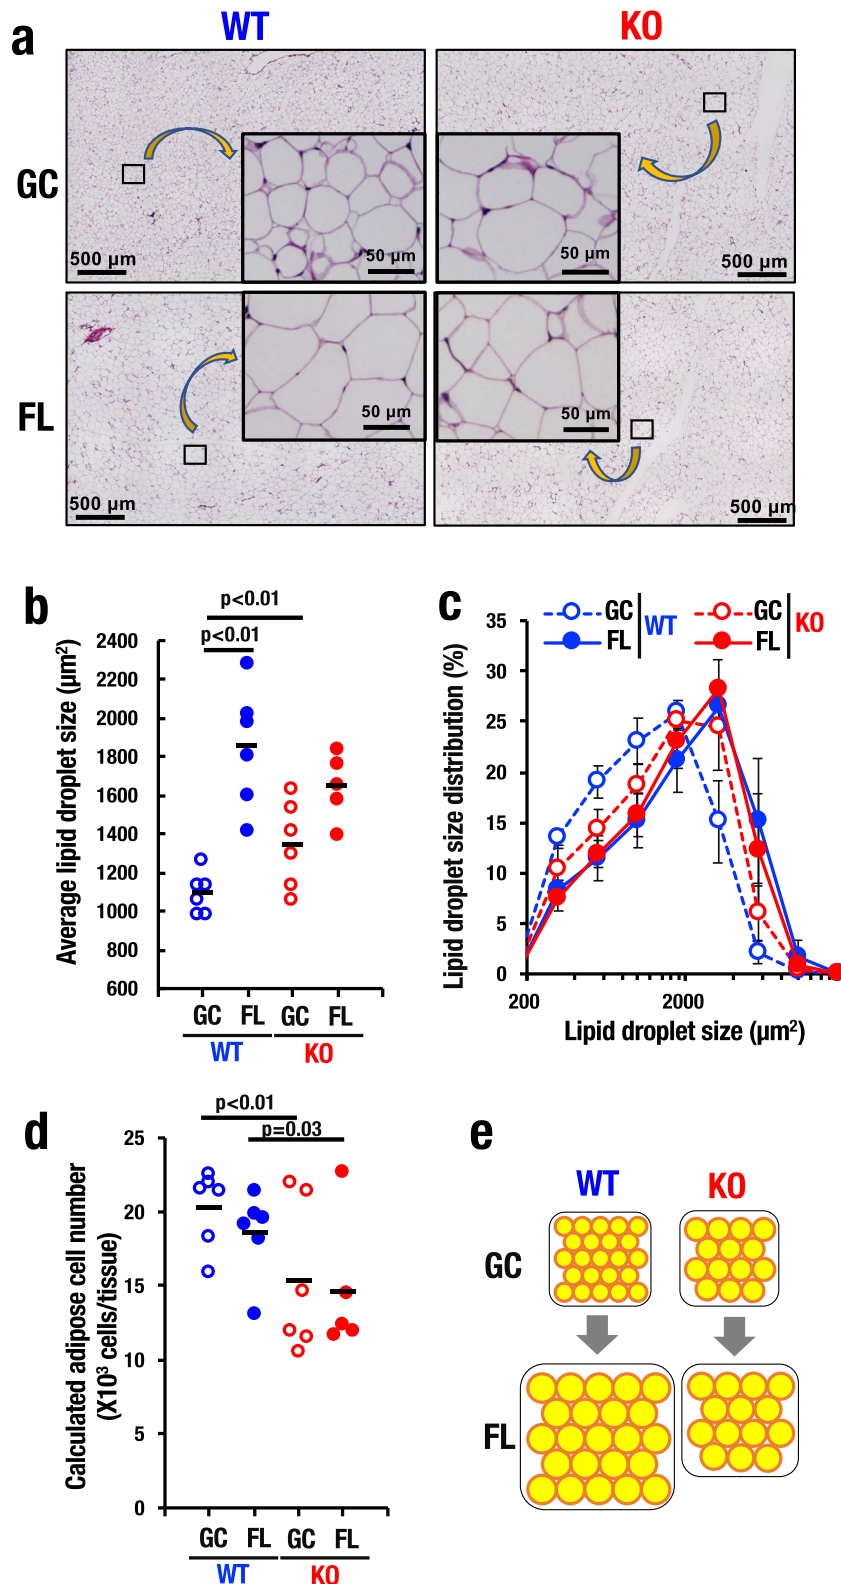 a
WT
KO
GC
500 μm
50 μm
50 μm
500 μm
FL
500 μm
50 μm
50 μm
500 μm
b
p<0.01
p<0.01
Average lipid droplet size (μm²)
2400
2200
2000
1800
1600
1400
1200
1000
800
600
GC FL GC FL
WT KO
c
GC
FL
WT
GC
FL
KO
Lipid droplet size distribution (%)
35
30
25
20
15
10
5
0
200 2000
Lipid droplet size (μm²)
d
p<0.01
p=0.03
Calculated adipose cell number
(X10³ cells/tissue)
25
20
15
10
5
0
GC FL GC FL
WT KO
e
WT KO
GC
FL